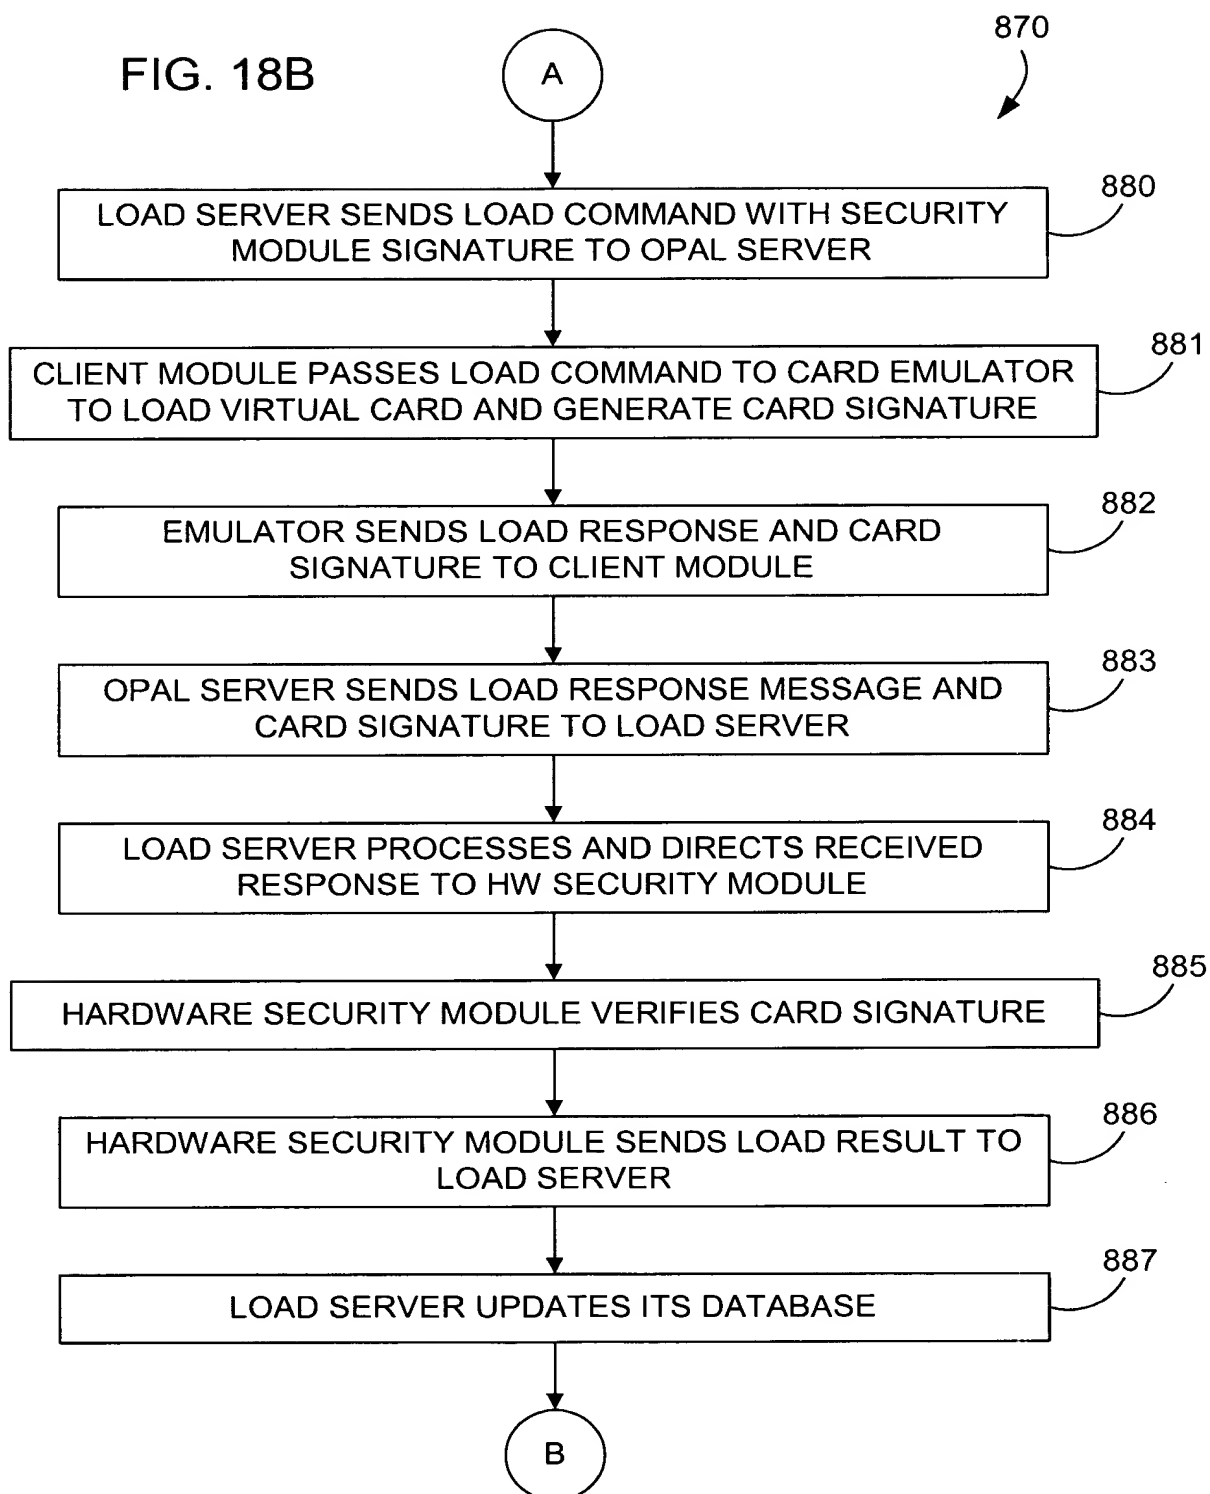 870
FIG. 18B
A
880
LOAD SERVER SENDS LOAD COMMAND WITH SECURITY
MODULE SIGNATURE TO OPAL SERVER
881
CLIENT MODULE PASSES LOAD COMMAND TO CARD EMULATOR
TO LOAD VIRTUAL CARD AND GENERATE CARD SIGNATURE
882
EMULATOR SENDS LOAD RESPONSE AND CARD
SIGNATURE TO CLIENT MODULE
883
OPAL SERVER SENDS LOAD RESPONSE MESSAGE AND
CARD SIGNATURE TO LOAD SERVER
884
LOAD SERVER PROCESSES AND DIRECTS RECEIVED
RESPONSE TO HW SECURITY MODULE
885
HARDWARE SECURITY MODULE VERIFIES CARD SIGNATURE
886
HARDWARE SECURITY MODULE SENDS LOAD RESULT TO
LOAD SERVER
887
LOAD SERVER UPDATES ITS DATABASE
B